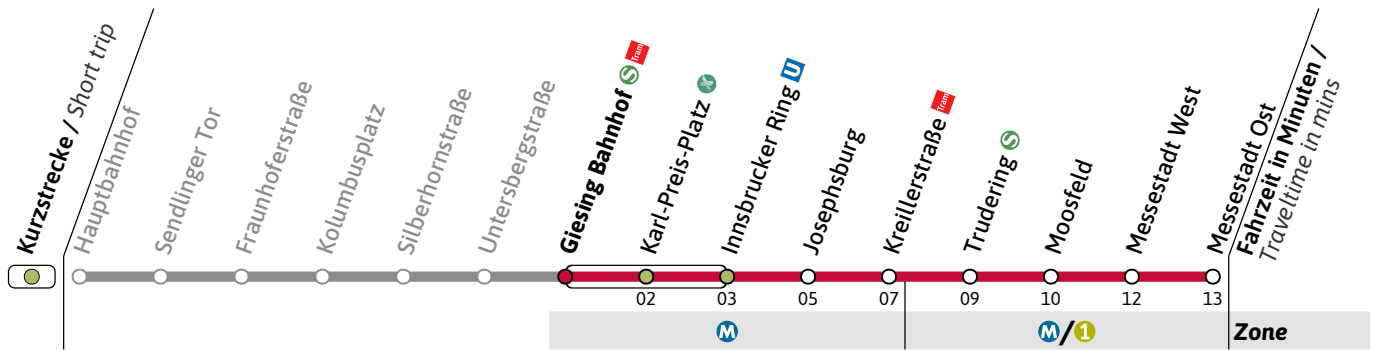 Kurzstrecke / Short trip
Hauptbahnhof
Sendlinger Tor
Fraunhoferstraße
Kolumbusplatz
Silberhornstraße
Untersbergstraße
Giesing Bahnhof S Tram
Karl-Preis-Platz X
Innsbrucker Ring U
Josephsburg
Kreillerstraße Tram
Trudering S
Moosfeld
Messestadt West
Messestadt Ost
Fahrzeit in Minuten /
Traveltime in mins
02 03 05 07 09 10 12 13
M M/1 Zone